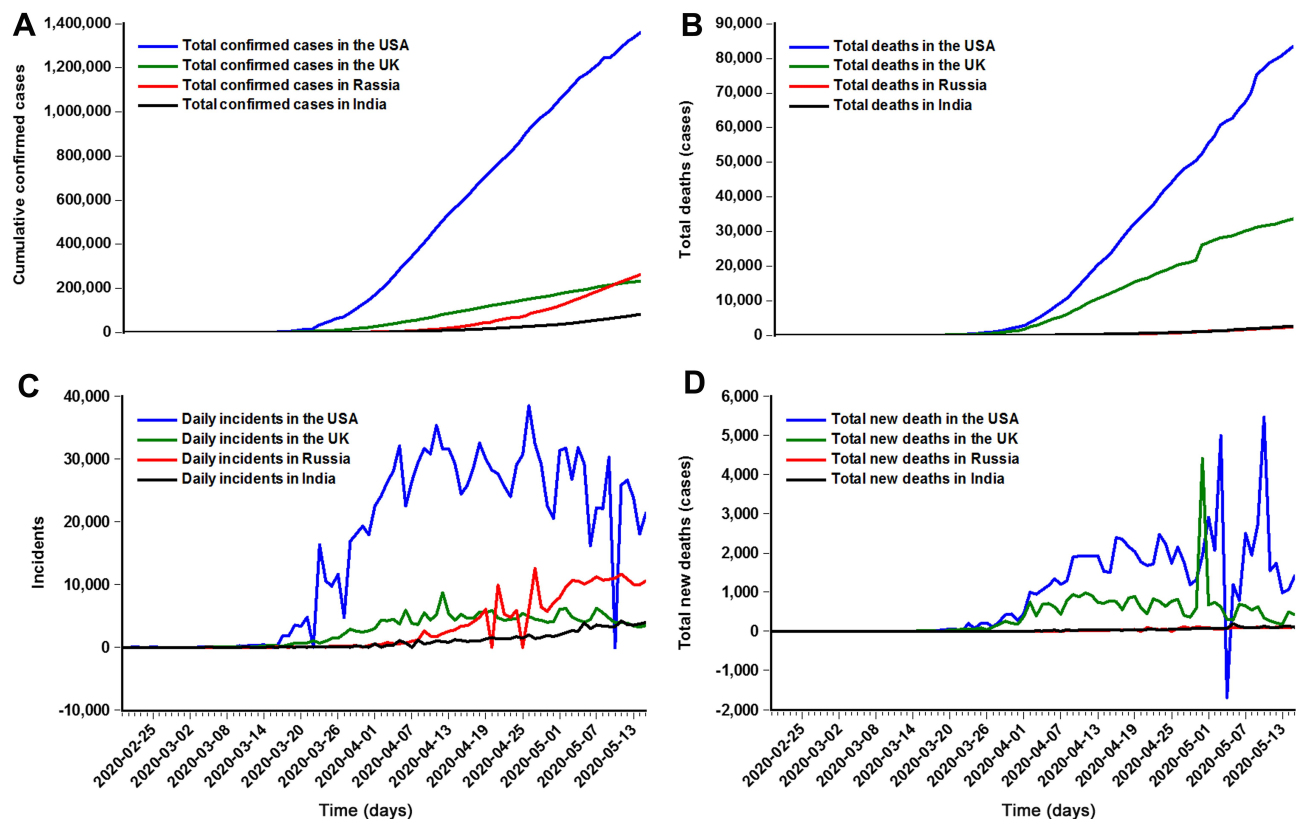 A
Cumulative confirmed cases
1,400,000
1,200,000
1,000,000
800,000
600,000
400,000
200,000
0
Total confirmed cases in the USA
Total confirmed cases in the UK
Total confirmed cases in Rassia
Total confirmed cases in India
B
Total deaths (cases)
90,000
80,000
70,000
60,000
50,000
40,000
30,000
20,000
10,000
0
Total deaths in the USA
Total deaths in the UK
Total deaths in Russia
Total deaths in India
C
Incidents
40,000
30,000
20,000
10,000
0
-10,000
Daily incidents in the USA
Daily incidents in the UK
Daily incidents in Russia
Daily incidents in India
2020-02-25
2020-03-02
2020-03-08
2020-03-14
2020-03-20
2020-03-26
2020-04-01
2020-04-07
2020-04-13
2020-04-19
2020-04-25
2020-05-01
2020-05-07
2020-05-13
Time (days)
D
Total new deaths (cases)
6,000
5,000
4,000
3,000
2,000
1,000
0
-1,000
-2,000
Total new death in the USA
Total new deaths in the UK
Total new deaths in Russia
Total new deaths in India
2020-02-25
2020-03-02
2020-03-08
2020-03-14
2020-03-20
2020-03-26
2020-04-01
2020-04-07
2020-04-13
2020-04-19
2020-04-25
2020-05-01
2020-05-07
2020-05-13
Time (days)